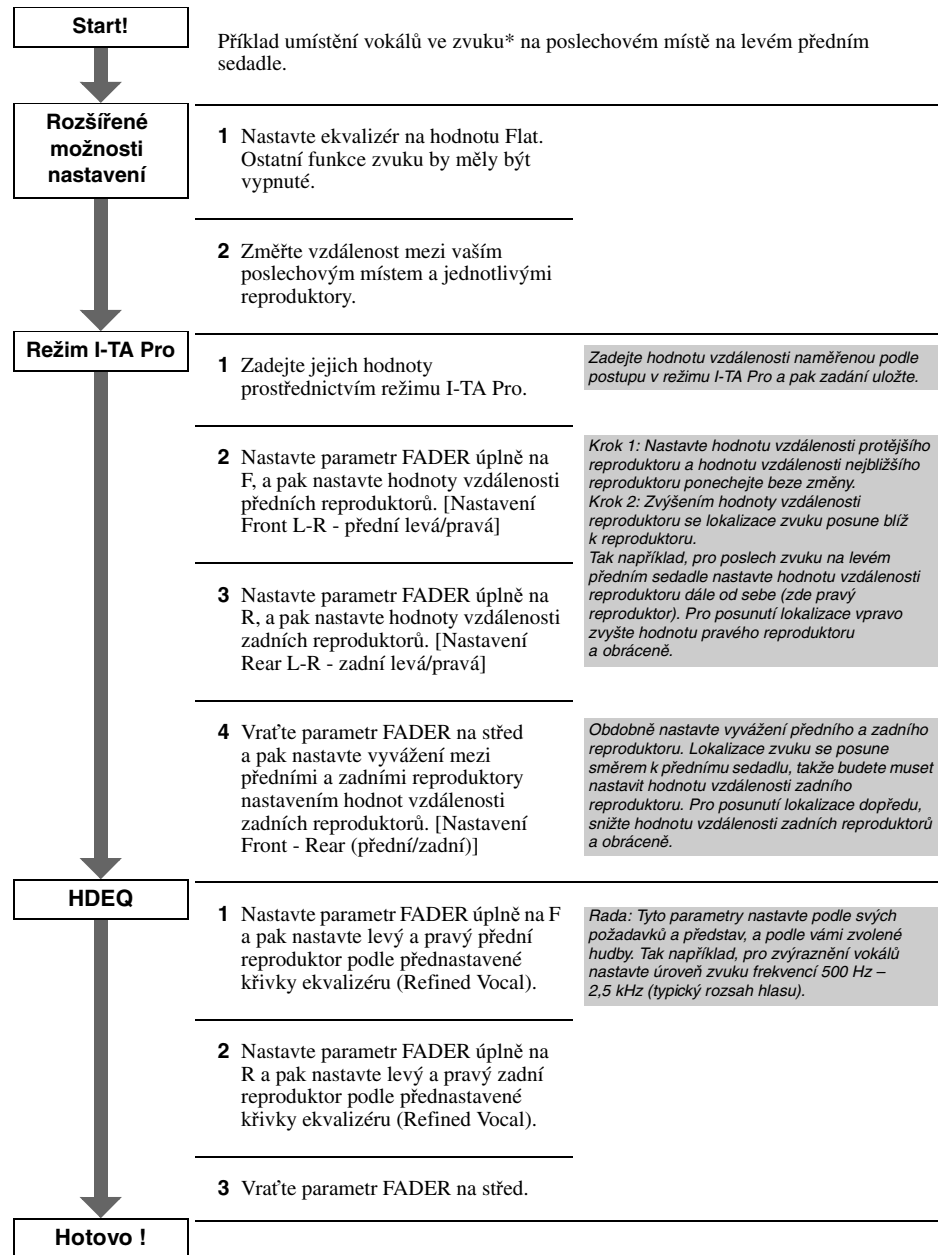 Start!
Příklad umístění vokálů ve zvuku* na poslechovém místě na levém předním
sedadle.
Rozšířené
možnosti
nastavení
1 Nastavte ekvalizér na hodnotu Flat.
Ostatní funkce zvuku by měly být
vypnuté.
2 Změřte vzdálenost mezi vaším
poslechovým místem a jednotlivými
reproduktory.
Režim I-TA Pro
1 Zadejte jejich hodnoty
prostřednictvím režimu I-TA Pro.
Zadejte hodnotu vzdálenosti naměřenou podle
postupu v režimu I-TA Pro a pak zadání uložte.
2 Nastavte parametr FADER úplně na
F, a pak nastavte hodnoty vzdálenosti
předních reproduktorů. [Nastavení
Front L-R - přední levá/pravá]
Krok 1: Nastavte hodnotu vzdálenosti protějšího
reproduktoru a hodnotu vzdálenosti nejbližšího
reproduktoru ponechejte beze změny.
Krok 2: Zvýšením hodnoty vzdálenosti
reproduktoru se lokalizace zvuku posune blíž
k reproduktoru.
Tak například, pro poslech zvuku na levém
předním sedadle nastavte hodnotu vzdálenosti
reproduktoru dále od sebe (zde pravý
reproduktor). Pro posunutí lokalizace vpravo
zvyšte hodnotu pravého reproduktoru
a obráceně.
3 Nastavte parametr FADER úplně na
R, a pak nastavte hodnoty vzdálenosti
zadních reproduktorů. [Nastavení
Rear L-R - zadní levá/pravá]
4 Vraťte parametr FADER na střed
a pak nastavte vyvážení mezi
předními a zadními reproduktory
nastavením hodnot vzdálenosti
zadních reproduktorů. [Nastavení
Front - Rear (přední/zadní)]
Obdobně nastavte vyvážení předního a zadního
reproduktoru. Lokalizace zvuku se posune
směrem k přednímu sedadlu, takže budete muset
nastavit hodnotu vzdálenosti zadního
reproduktoru. Pro posunutí lokalizace dopředu,
snižte hodnotu vzdálenosti zadních reproduktorů
a obráceně.
HDEQ
1 Nastavte parametr FADER úplně na F
a pak nastavte levý a pravý přední
reproduktor podle přednastavené
křivky ekvalizéru (Refined Vocal).
Rada: Tyto parametry nastavte podle svých
požadavků a představ, a podle vámi zvolené
hudby. Tak například, pro zvýraznění vokálů
nastavte úroveň zvuku frekvencí 500 Hz –
2,5 kHz (typický rozsah hlasu).
2 Nastavte parametr FADER úplně na
R a pak nastavte levý a pravý zadní
reproduktor podle přednastavené
křivky ekvalizéru (Refined Vocal).
3 Vraťte parametr FADER na střed.
Hotovo !